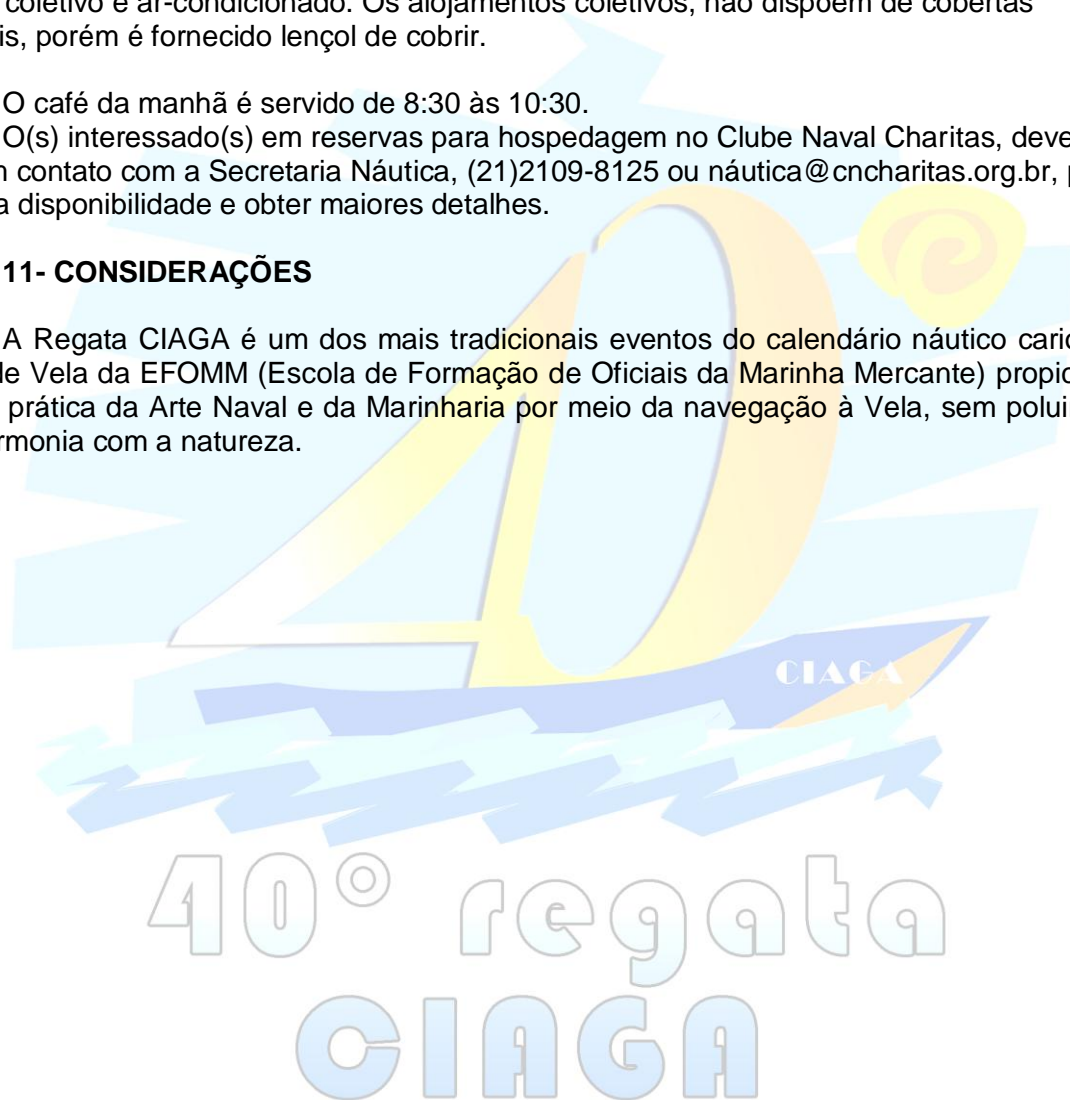 coletivo e ar-condicionado. Os alojamentos coletivos, não dispõem de cobertas
is, porém é fornecido lençol de cobrir.
O café da manhã é servido de 8:30 às 10:30.
O(s) interessado(s) em reservas para hospedagem no Clube Naval Charitas, deve
contato com a Secretaria Náutica, (21)2109-8125 ou náutica@cncharitas.org.br, p
a disponibilidade e obter maiores detalhes.
11- CONSIDERAÇÕES
A Regata CIAGA é um dos mais tradicionais eventos do calendário náutico cario
de Vela da EFOMM (Escola de Formação de Oficiais da Marinha Mercante) propic
prática da Arte Naval e da Marinharia por meio da navegação à Vela, sem polui
rmonia com a natureza.
40
CIAGA
40° regata
CIAGA